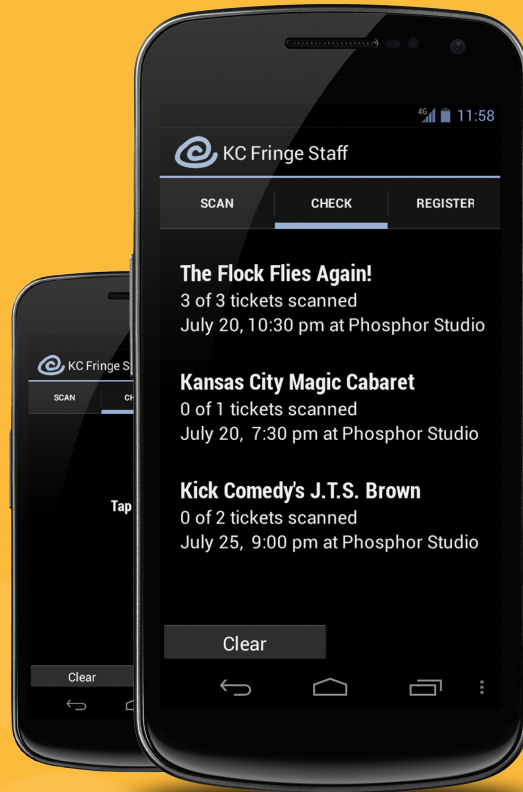 4G 11:58
KC Fringe Staff
SCAN CHECK REGISTER
The Flock Flies Again!
3 of 3 tickets scanned
July 20, 10:30 pm at Phosphor Studio
Kansas City Magic Cabaret
0 of 1 tickets scanned
July 20, 7:30 pm at Phosphor Studio
Kick Comedy's J.T.S. Brown
0 of 2 tickets scanned
July 25, 9:00 pm at Phosphor Studio
Clear
KC Fringe S
SCAN CH
Tap
Clear